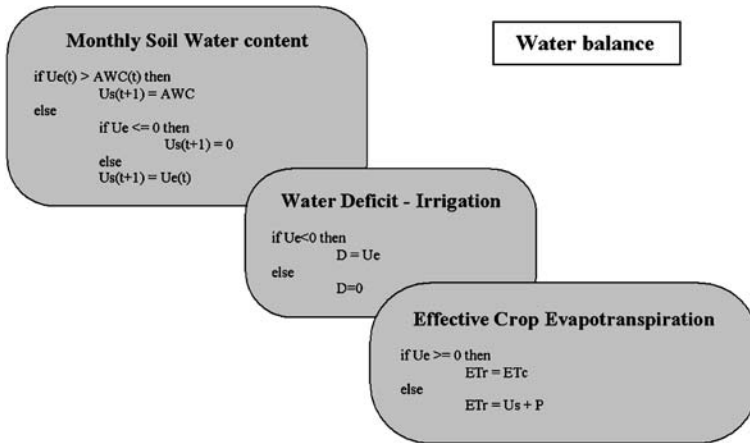 Monthly Soil Water content
Water balance
if Ue(t) > AWC(t) then
Us(t+1) = AWC
else
if Ue <= 0 then
Us(t+1) = 0
else
Us(t+1) = Ue(t)
Water Deficit - Irrigation
if Ue<0 then
D = Ue
else
D=0
Effective Crop Evapotranspiration
if Ue >= 0 then
ETr = ETc
else
ETr = Us + P